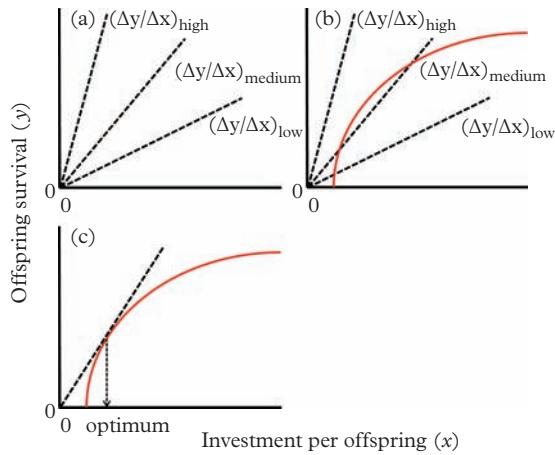 (a)
(Δy/Δx)high
(Δy/Δx)medium
(Δy/Δx)low
0
0
(b)
(Δy/Δx)high
(Δy/Δx)medium
(Δy/Δx)low
0
0
Offspring survival (y)
(c)
0
0 optimum
Investment per offspring (x)